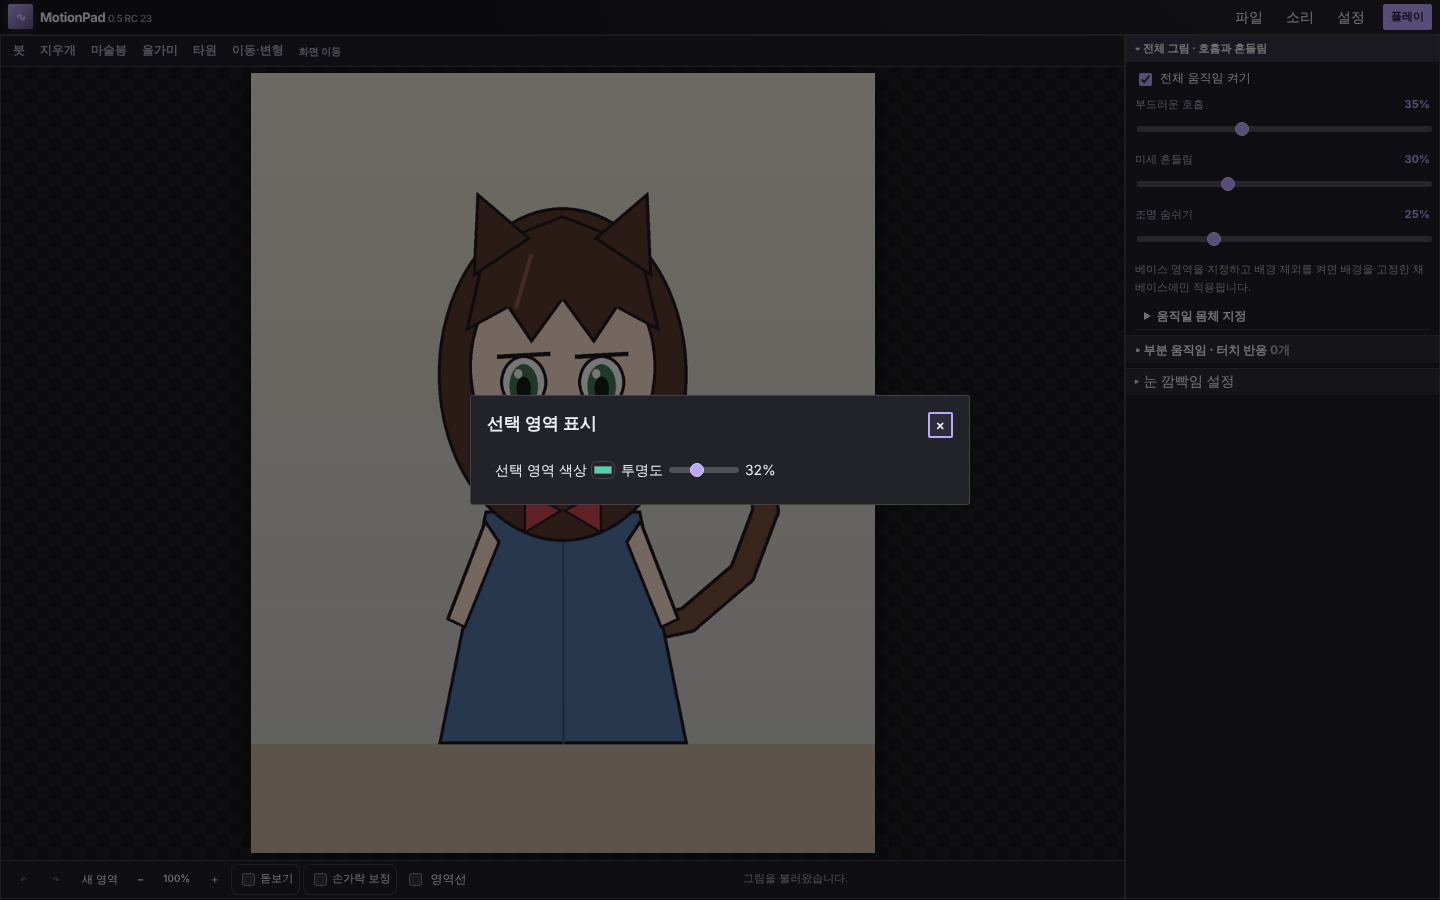 MotionPad 0.5 RC 23
파일 소리 설정 플레이
붓 지우개 마술봉 올가미 타원 이동·변형 화면 이동
전체 그림 · 호흡과 흔들림
전체 움직임 켜기
부드러운 호흡 35%
미세 흔들림 30%
조명 숨쉬기 25%
베이스 영역을 지정하고 배경 제외를 켜면 배경을 고정한 채
베이스에만 적용됩니다.
움직일 몸체 지정
부분 움직임 · 터치 반응 0개
눈 깜빡임 설정
선택 영역 표시 ×
선택 영역 색상 투명도 32%
새 영역 − 100% + 돋보기 손가락 보정 영역선 그림을 불러왔습니다.